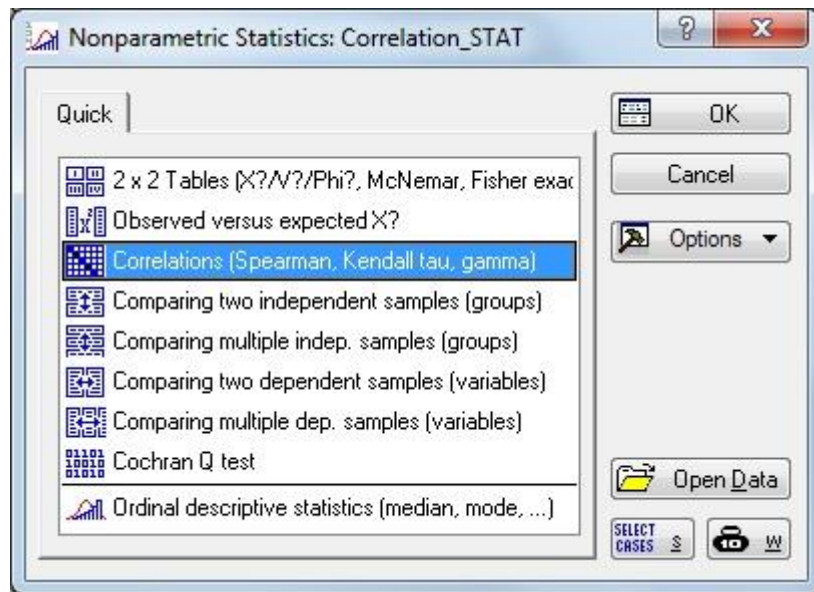 Nonparametric Statistics: Correlation_STAT
Quick
2 x 2 Tables (X?/V?/Phi?, McNemar, Fisher exac
Observed versus expected X?
Correlations (Spearman, Kendall tau, gamma)
Comparing two independent samples (groups)
Comparing multiple indep. samples (groups)
Comparing two dependent samples (variables)
Comparing multiple dep. samples (variables)
Cochran Q test
Ordinal descriptive statistics (median, mode, ...)
OK
Cancel
Options
Open Data
SELECT CASES S
W